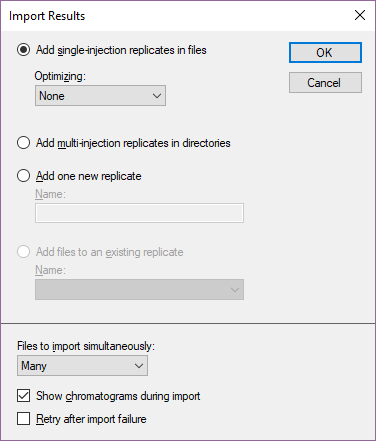 Import Results
Add single-injection replicates in files
OK
Optimizing:
Cancel
None
Add multi-injection replicates in directories
Add one new replicate
Name:
Add files to an existing replicate
Name:
Files to import simultaneously:
Many
Show chromatograms during import
Retry after import failure